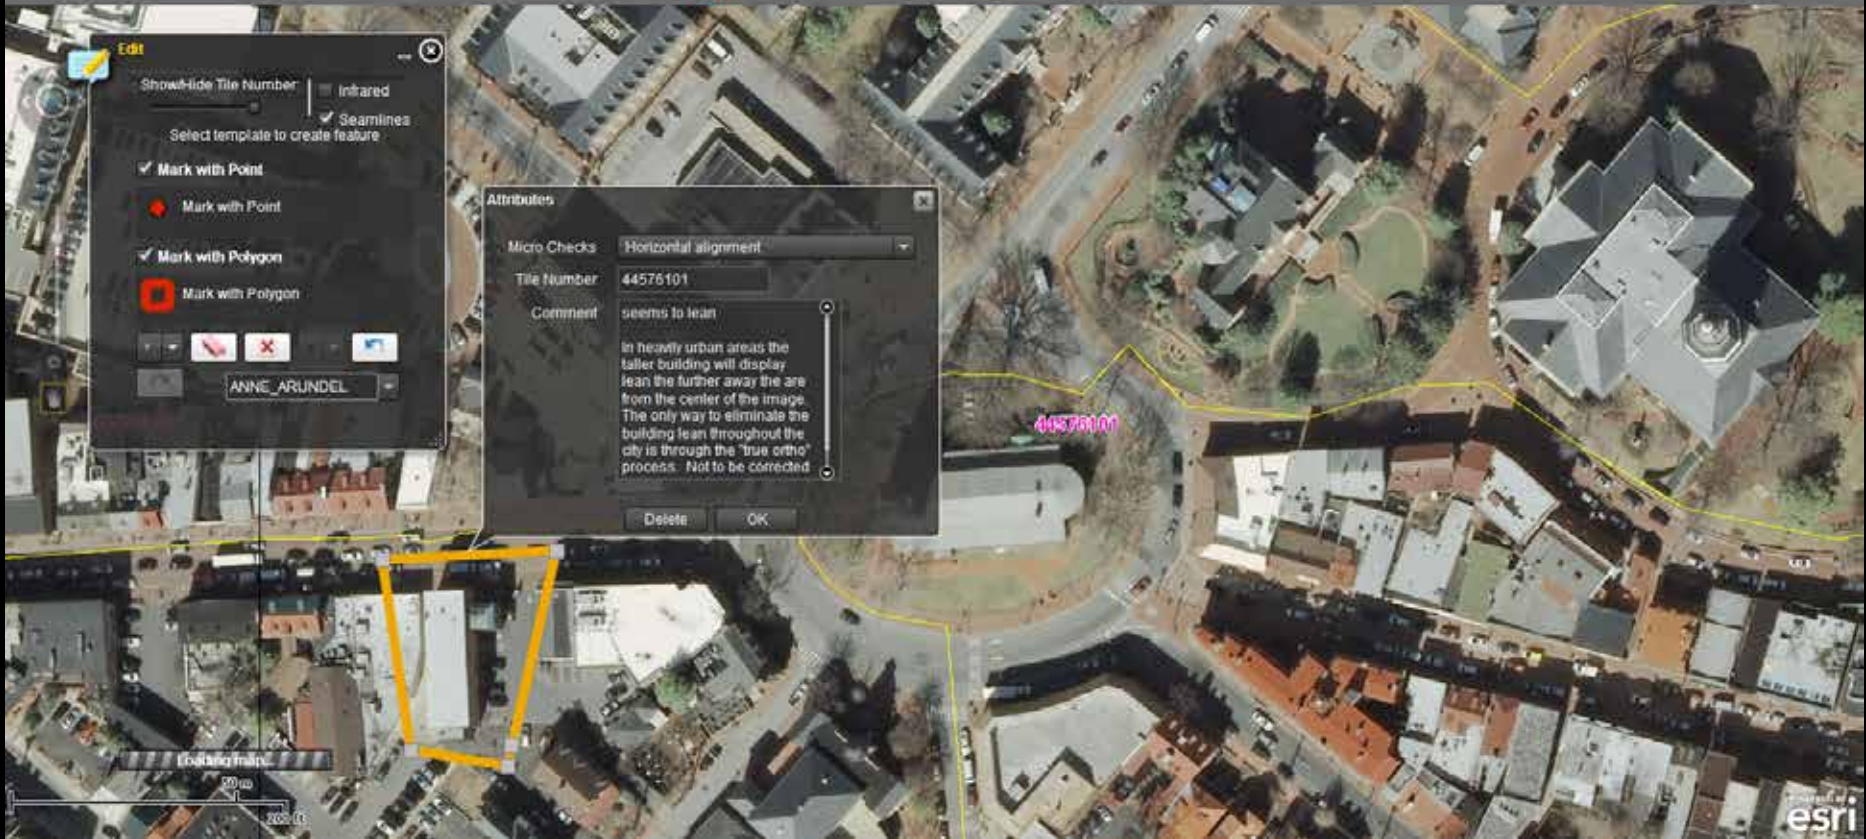 Edit
Show/Hide Tile Number
Infrared
Seamlines
Select template to create feature
Mark with Point
Mark with Point
Mark with Polygon
Mark with Polygon
ANNE_ARUNDEL
Attributes
Micro Checks
Horizontal alignment
Tile Number
44576101
Comment
seems to lean
In heavily urban areas the
taller building will display
lean the further away the are
from the center of the image.
The only way to eliminate the
building lean throughout the
city is through the "true ortho"
process. Not to be corrected
Delete
OK
44576101
Loading map...
50 m
200 ft
POWERED BY
esri